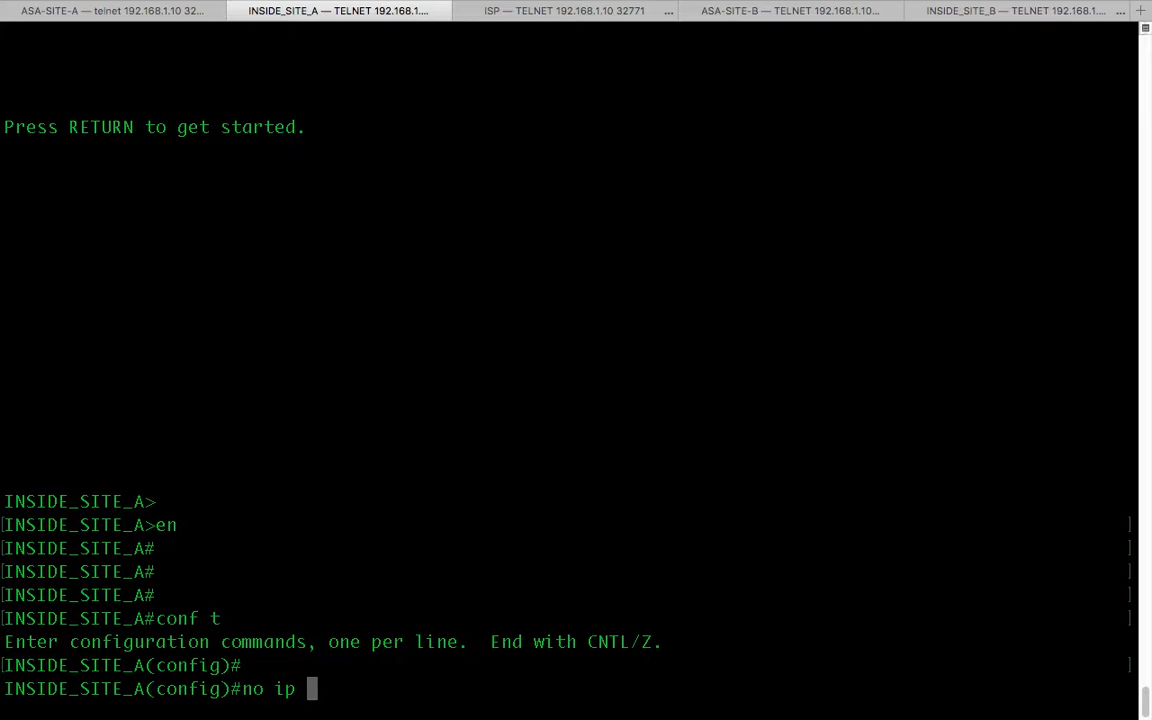 ASA-SITE-A — telnet 192.168.1.10 32...
INSIDE_SITE_A — TELNET 192.168.1....
ISP — TELNET 192.168.1.10 32771 ...
ASA-SITE-B — TELNET 192.168.1.10...
INSIDE_SITE_B — TELNET 192.168.1.... ...
Press RETURN to get started.
INSIDE_SITE_A>
[INSIDE_SITE_A>en ]
[INSIDE_SITE_A# ]
[INSIDE_SITE_A# ]
[INSIDE_SITE_A# ]
[INSIDE_SITE_A#conf t ]
Enter configuration commands, one per line.  End with CNTL/Z.
[INSIDE_SITE_A(config)# ]
INSIDE_SITE_A(config)#no ip